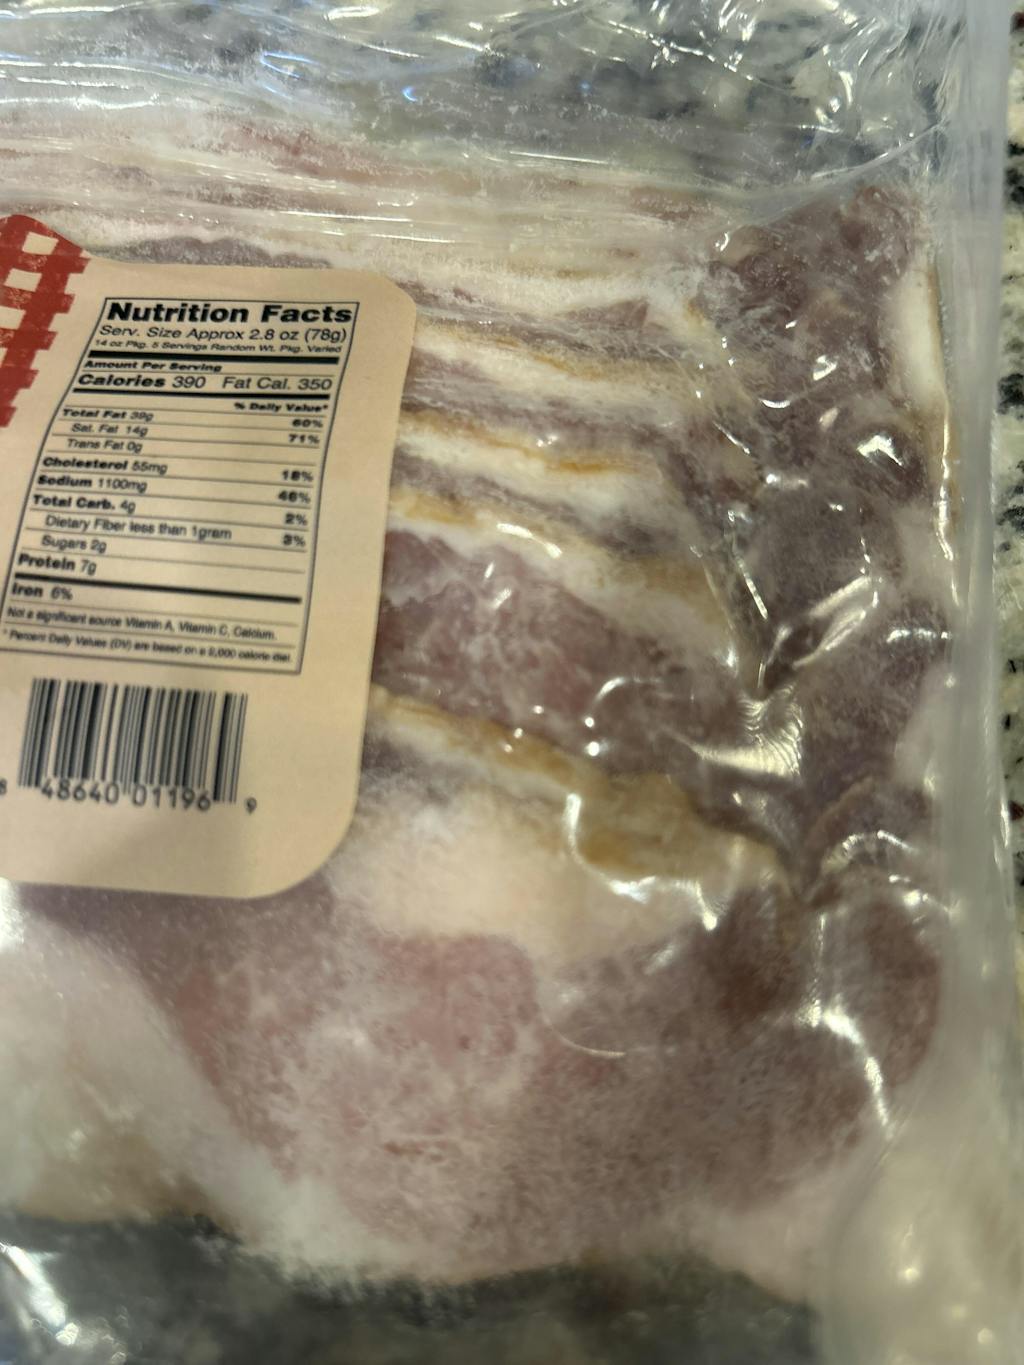 Nutrition Facts
Serv. Size Approx 2.8 oz (78g)
14 oz Pkg. 5 Servings Random Wt. Pkg. Varied
Amount Per Serving
Calories 390 Fat Cal. 350
% Daily Value*
Total Fat 39g 60%
Sat. Fat 14g 71%
Trans Fat 0g
Cholesterol 55mg 18%
Sodium 1100mg 46%
Total Carb. 4g 2%
Dietary Fiber less than 1gram 3%
Sugars 2g
Protein 7g
Iron 6%
Not a significant source Vitamin A, Vitamin C, Calcium.
* Percent Daily Values (DV) are based on a 2,000 calorie diet.
8 48640 01196 9